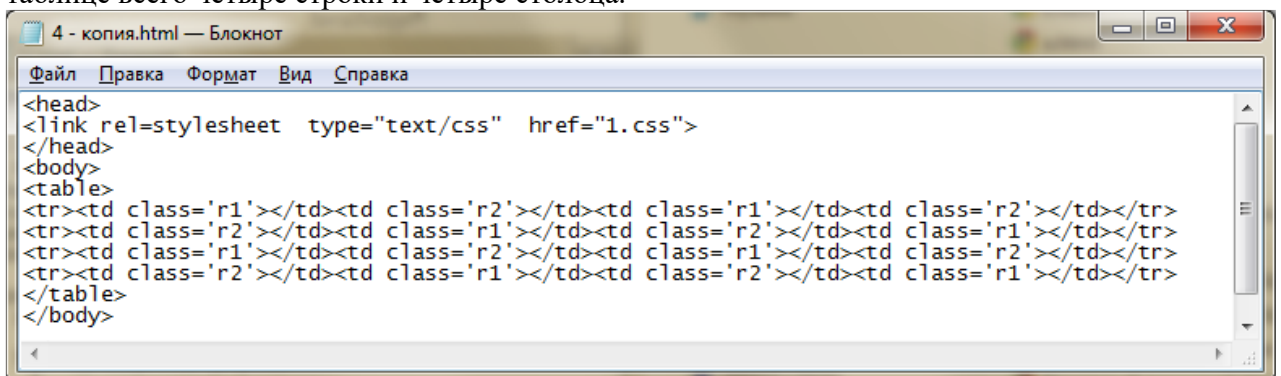 таблице всего четыре строки и четыре столбца.
4 - копия.html — Блокнот
Файл Правка Формат Вид Справка
<head>
<link rel=stylesheet  type="text/css"  href="1.css">
</head>
<body>
<table>
<tr><td class='r1'></td><td class='r2'></td><td class='r1'></td><td class='r2'></td></tr>
<tr><td class='r2'></td><td class='r1'></td><td class='r2'></td><td class='r1'></td></tr>
<tr><td class='r1'></td><td class='r2'></td><td class='r1'></td><td class='r2'></td></tr>
<tr><td class='r2'></td><td class='r1'></td><td class='r2'></td><td class='r1'></td></tr>
</table>
</body>